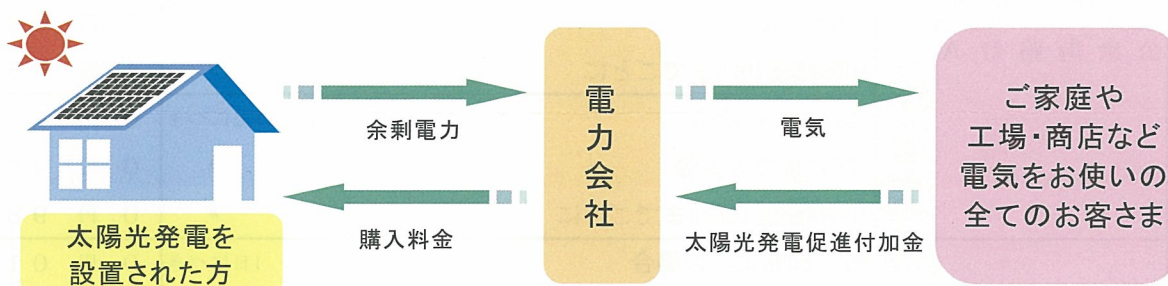 余剰電力
購入料金
太陽光発電を
設置された方
電力会社
電気
太陽光発電促進付加金
ご家庭や
工場・商店など
電気をお使いの
全てのお客さま